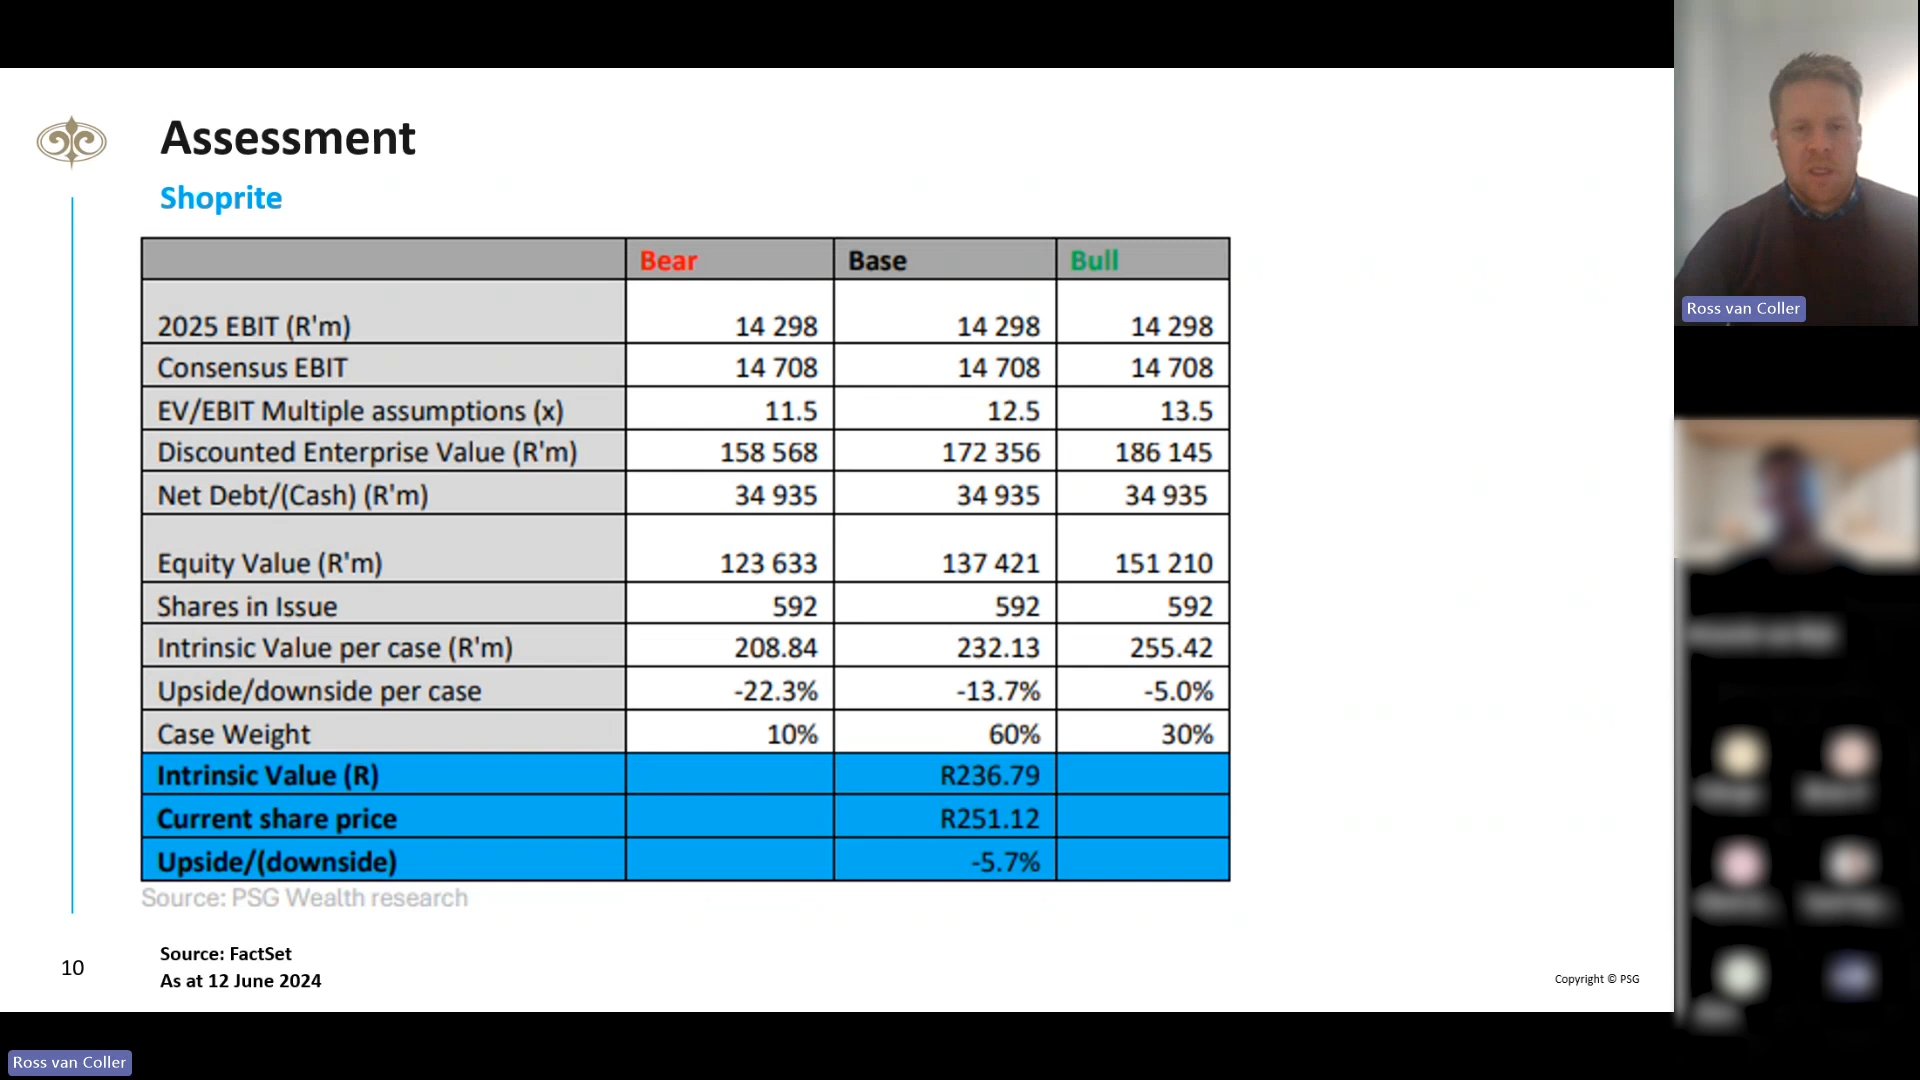 Assessment
Shoprite
Bear Base Bull
2025 EBIT (R'm) 14 298 14 298 14 298
Consensus EBIT 14 708 14 708 14 708
EV/EBIT Multiple assumptions (x) 11.5 12.5 13.5
Discounted Enterprise Value (R'm) 158 568 172 356 186 145
Net Debt/(Cash) (R'm) 34 935 34 935 34 935
Equity Value (R'm) 123 633 137 421 151 210
Shares in Issue 592 592 592
Intrinsic Value per case (R'm) 208.84 232.13 255.42
Upside/downside per case -22.3% -13.7% -5.0%
Case Weight 10% 60% 30%
Intrinsic Value (R) R236.79
Current share price R251.12
Upside/(downside) -5.7%
Source: PSG Wealth research
Source: FactSet
As at 12 June 2024
10
Copyright © PSG
Ross van Coller
Ross van Coller